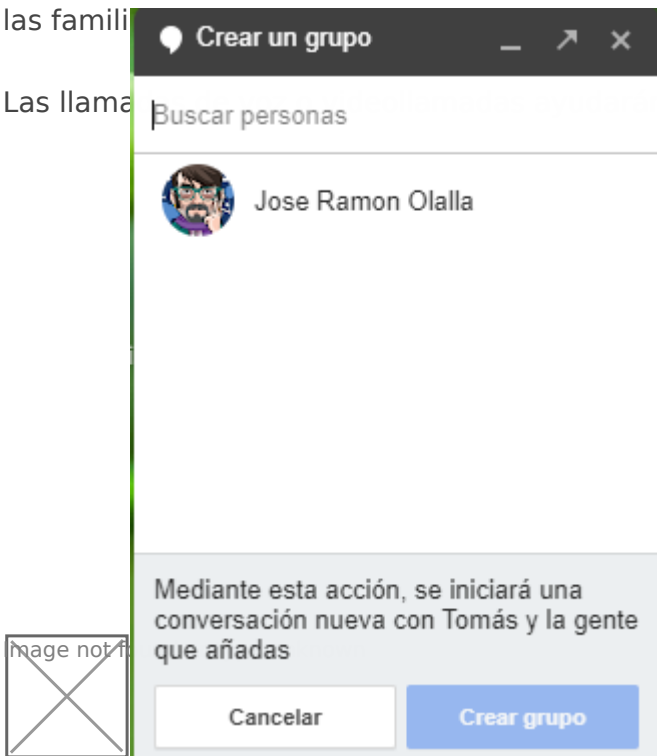 las famili
Crear un grupo
Las llama
Buscar personas
Jose Ramon Olalla
Mediante esta acción, se iniciará una
conversación nueva con Tomás y la gente
que añadas
Image not f
Cancelar
Crear grupo